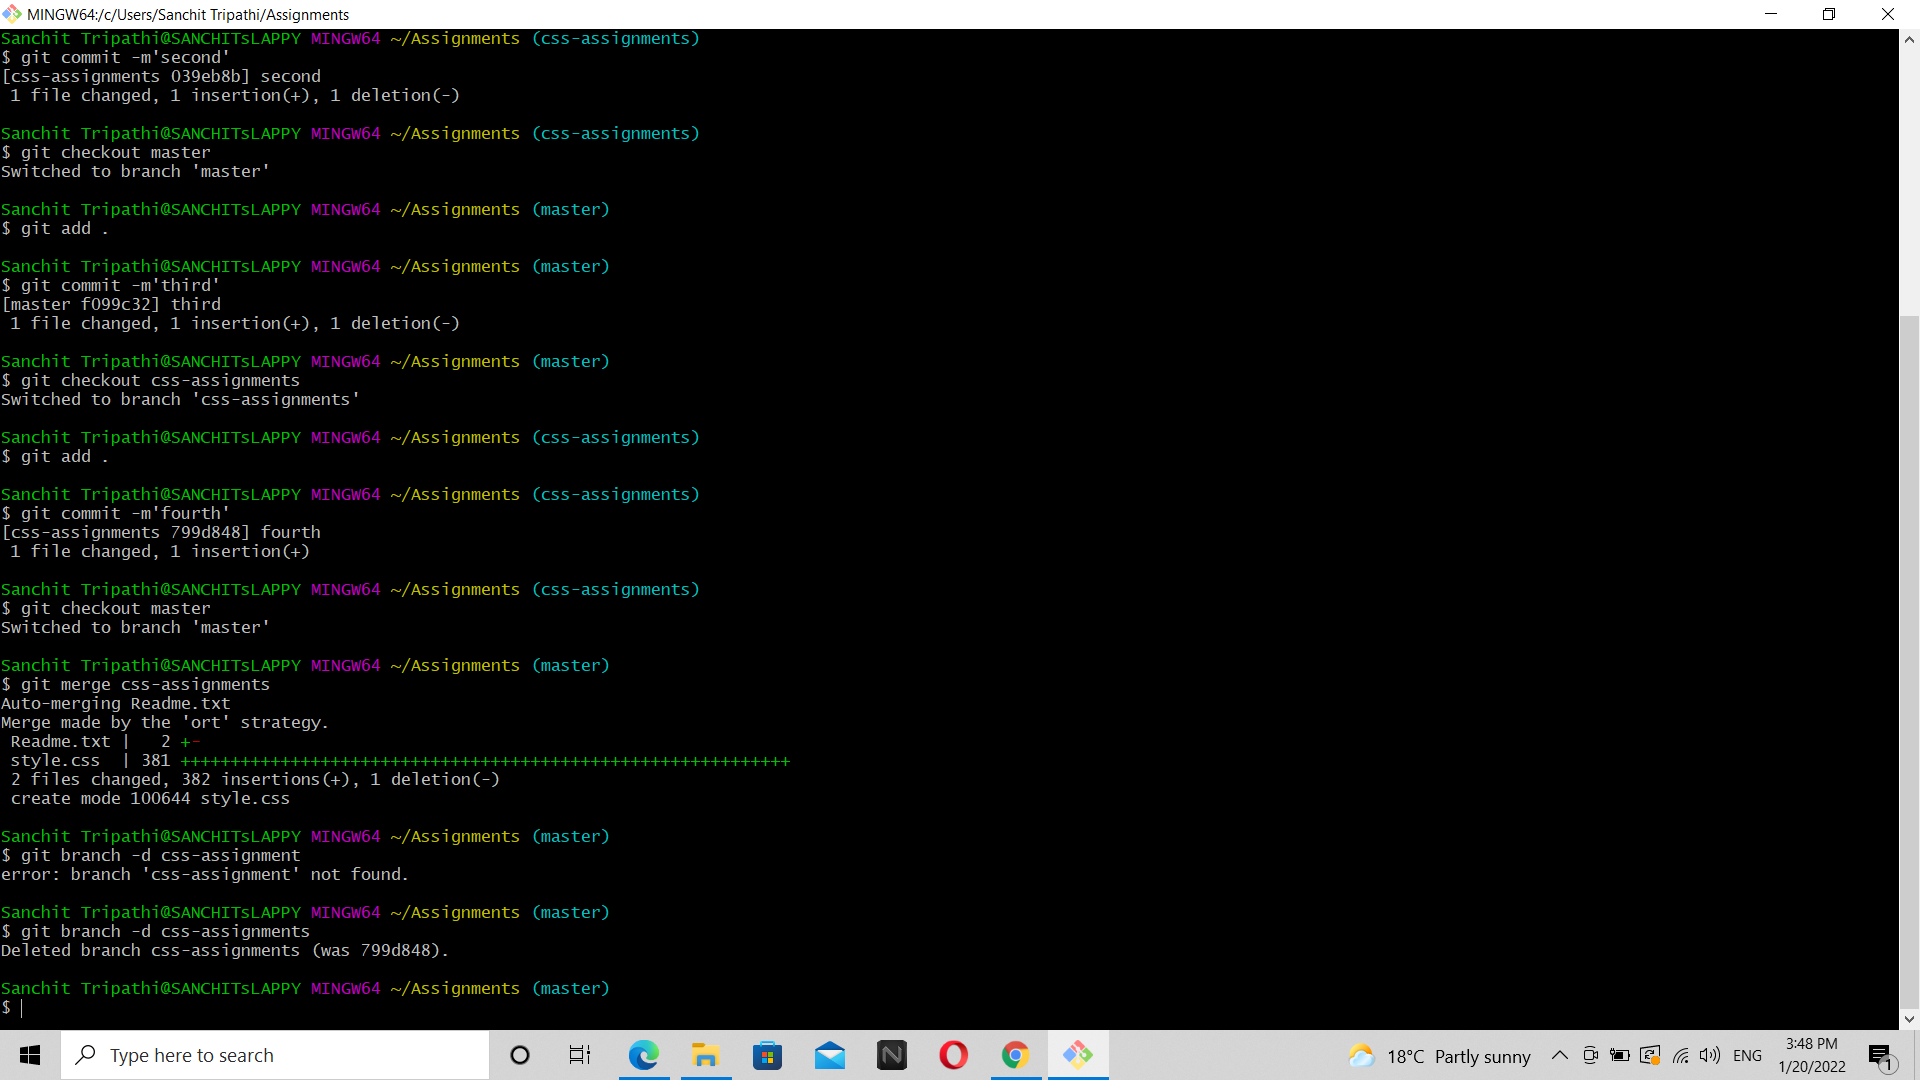 MINGW64:/c/Users/Sanchit Tripathi/Assignments
Sanchit Tripathi@SANCHITsLAPPY MINGW64 ~/Assignments (css-assignments)
$ git commit -m'second'
[css-assignments 039eb8b] second
 1 file changed, 1 insertion(+), 1 deletion(-)
Sanchit Tripathi@SANCHITsLAPPY MINGW64 ~/Assignments (css-assignments)
$ git checkout master
Switched to branch 'master'
Sanchit Tripathi@SANCHITsLAPPY MINGW64 ~/Assignments (master)
$ git add .
Sanchit Tripathi@SANCHITsLAPPY MINGW64 ~/Assignments (master)
$ git commit -m'third'
[master f099c32] third
 1 file changed, 1 insertion(+), 1 deletion(-)
Sanchit Tripathi@SANCHITsLAPPY MINGW64 ~/Assignments (master)
$ git checkout css-assignments
Switched to branch 'css-assignments'
Sanchit Tripathi@SANCHITsLAPPY MINGW64 ~/Assignments (css-assignments)
$ git add .
Sanchit Tripathi@SANCHITsLAPPY MINGW64 ~/Assignments (css-assignments)
$ git commit -m'fourth'
[css-assignments 799d848] fourth
 1 file changed, 1 insertion(+)
Sanchit Tripathi@SANCHITsLAPPY MINGW64 ~/Assignments (css-assignments)
$ git checkout master
Switched to branch 'master'
Sanchit Tripathi@SANCHITsLAPPY MINGW64 ~/Assignments (master)
$ git merge css-assignments
Auto-merging Readme.txt
Merge made by the 'ort' strategy.
 Readme.txt |   2 +-
 style.css  | 381 +++++++++++++++++++++++++++++++++++++++++++++++++++++++++++++
 2 files changed, 382 insertions(+), 1 deletion(-)
 create mode 100644 style.css
Sanchit Tripathi@SANCHITsLAPPY MINGW64 ~/Assignments (master)
$ git branch -d css-assignment
error: branch 'css-assignment' not found.
Sanchit Tripathi@SANCHITsLAPPY MINGW64 ~/Assignments (master)
$ git branch -d css-assignments
Deleted branch css-assignments (was 799d848).
Sanchit Tripathi@SANCHITsLAPPY MINGW64 ~/Assignments (master)
$
Type here to search
18°C Partly sunny
ENG
3:48 PM
1/20/2022
1